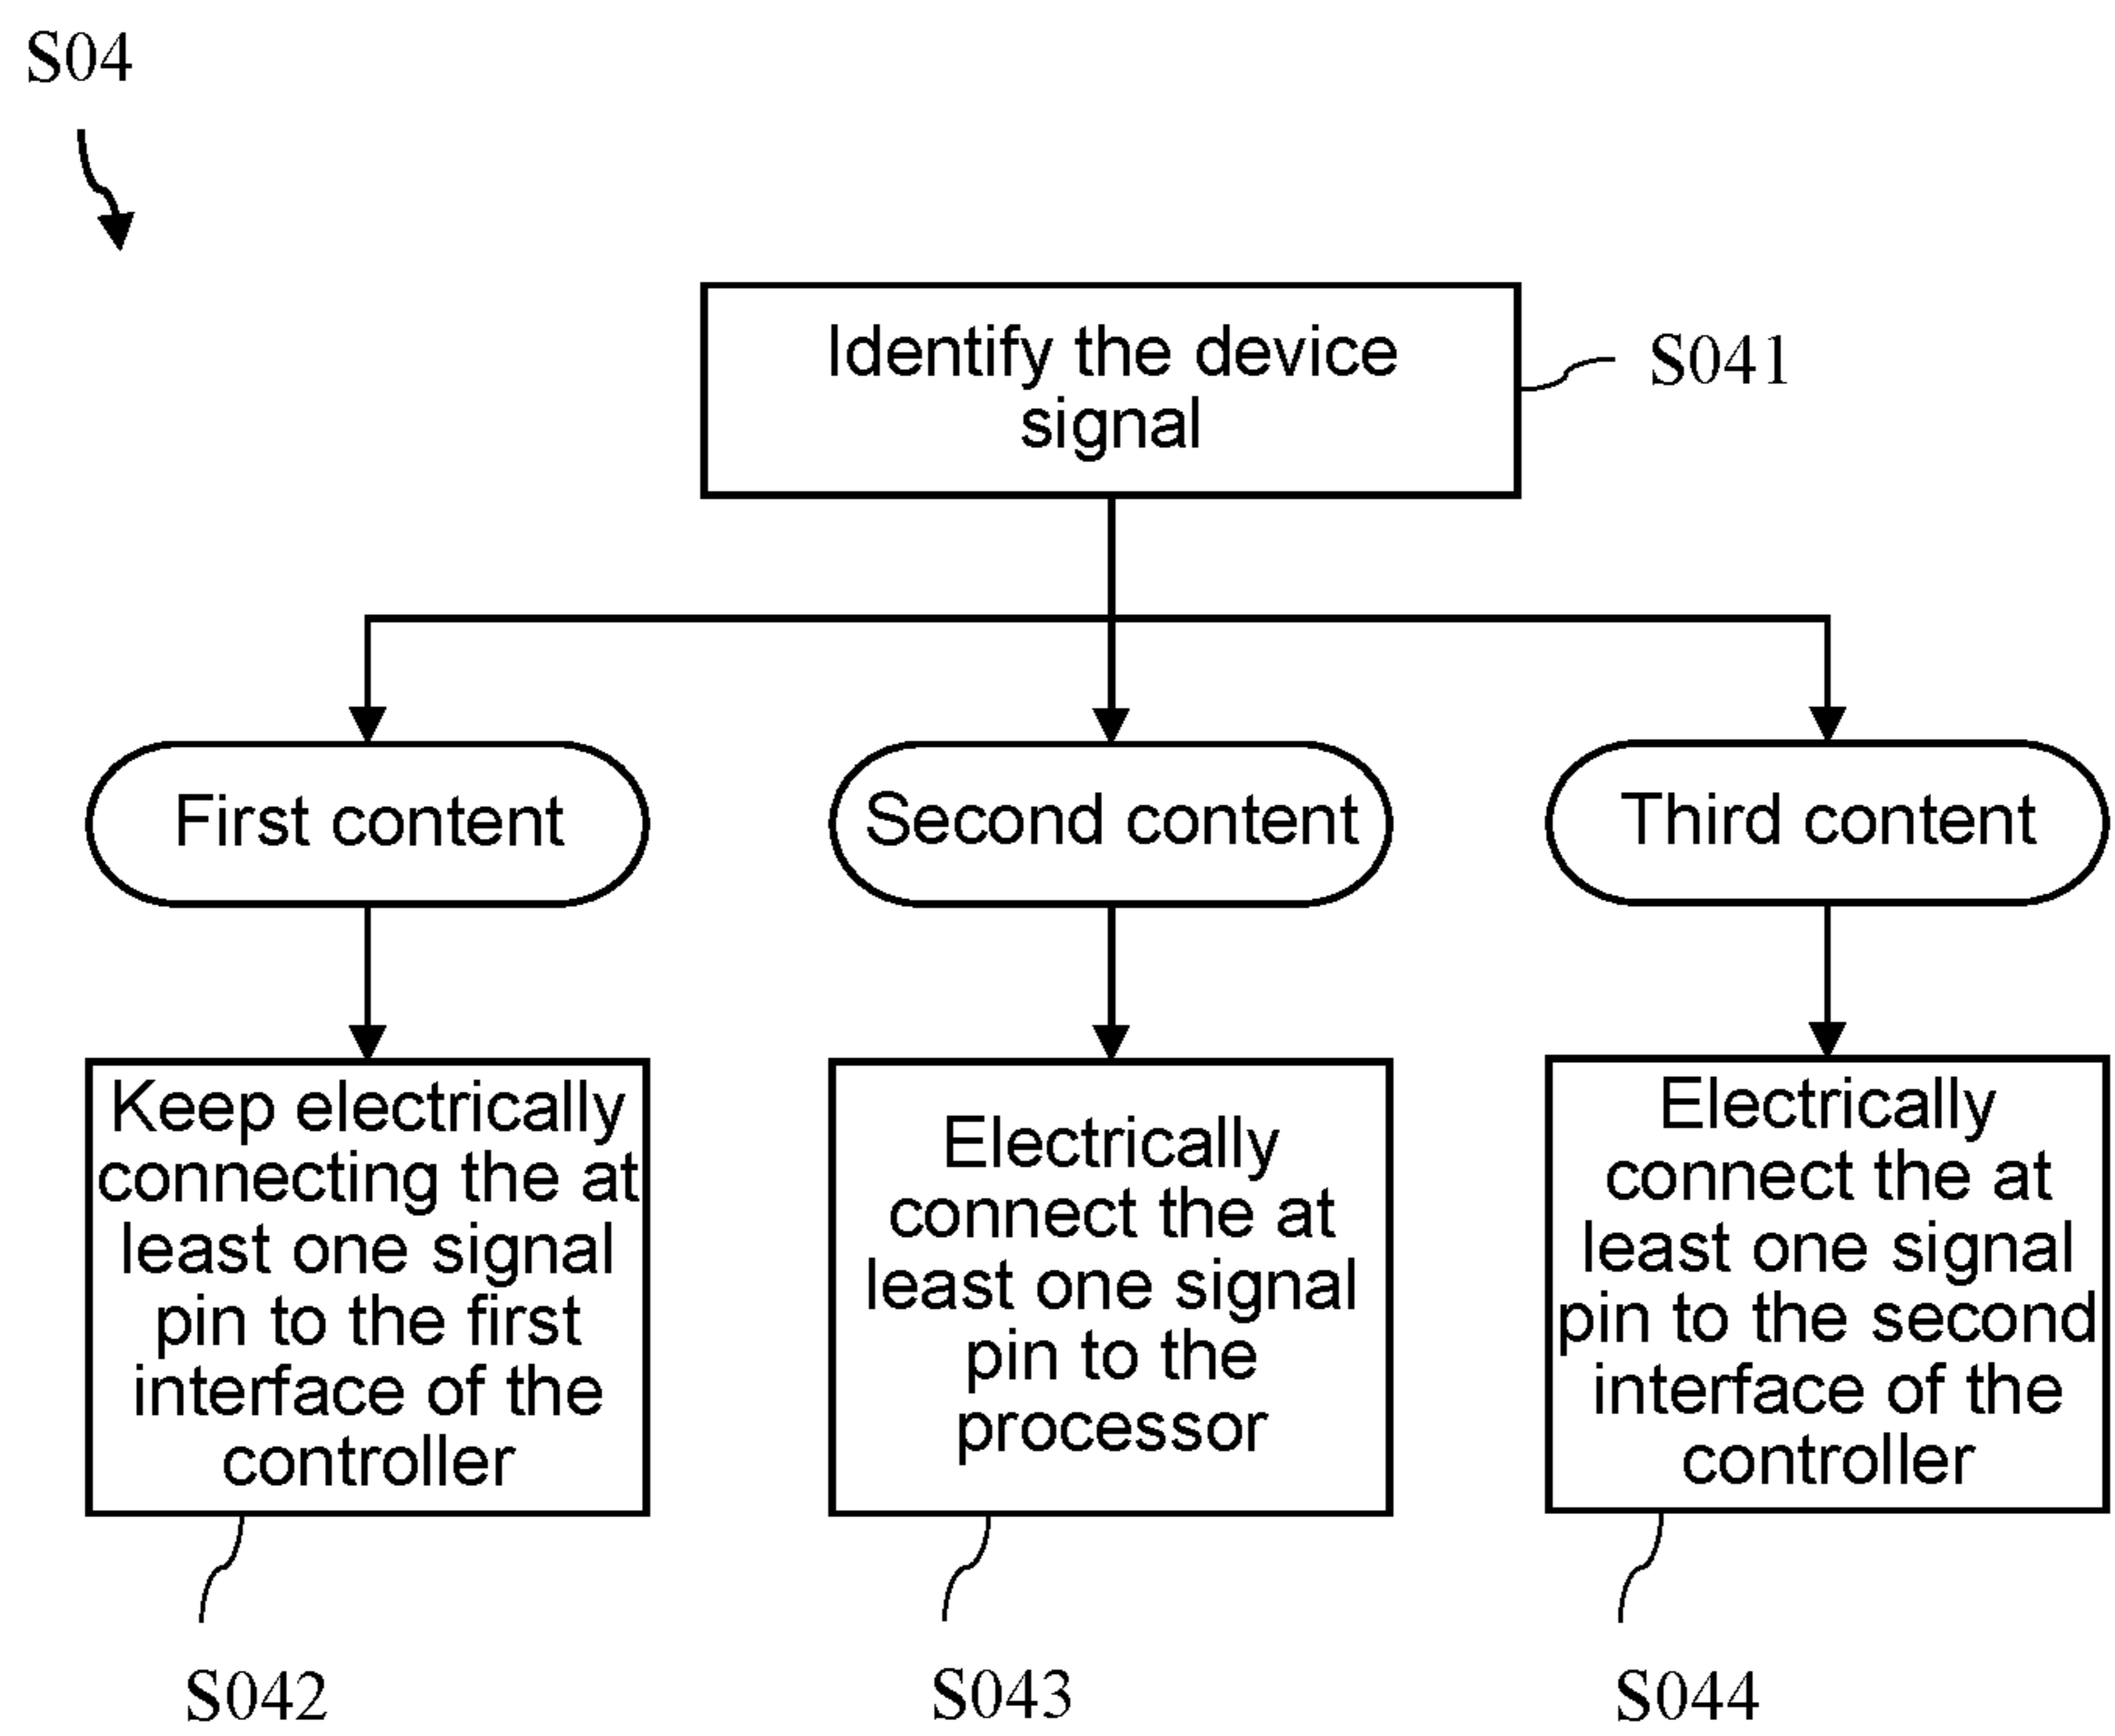 S04
Identify the device
signal
S041
First content
Second content
Third content
Keep electrically
connecting the at
least one signal
pin to the first
interface of the
controller
Electrically
connect the at
least one signal
pin to the
processor
Electrically
connect the at
least one signal
pin to the second
interface of the
controller
S042
S043
S044